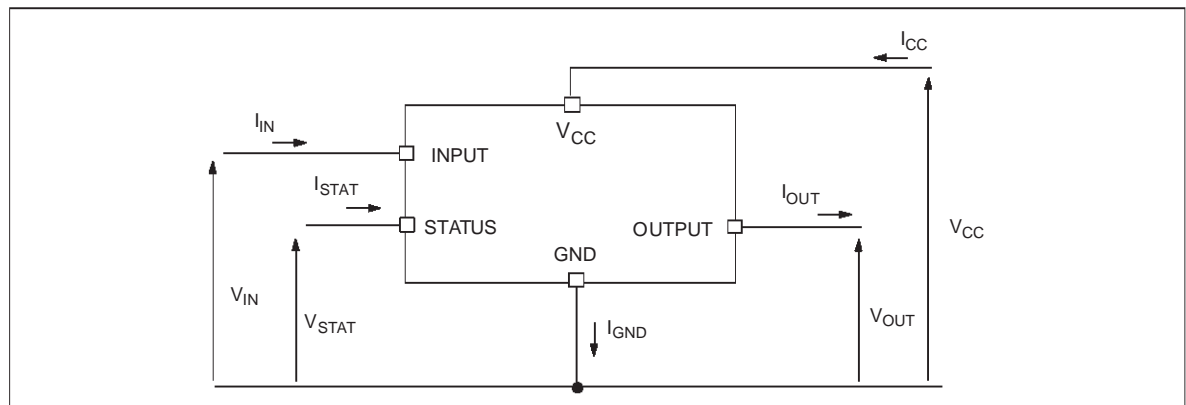 I_CC
V_CC
I_IN
INPUT
I_STAT
I_OUT
STATUS
OUTPUT
V_CC
GND
V_IN
V_STAT
I_GND
V_OUT